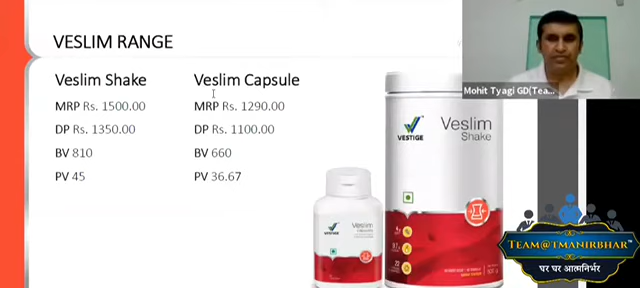 VESLIM RANGE
Veslim Shake
MRP Rs. 1500.00
DP Rs. 1350.00
BV 810
PV 45
Veslim Capsule
MRP Rs. 1290.00
DP Rs. 1100.00
BV 660
PV 36.67
Mohit Tyagi GD(Tea...
VESTIGE
Veslim
Shake
VESTIGE
Veslim
TEAM@TMANIRBHAR
घर घर आत्मनिर्भर